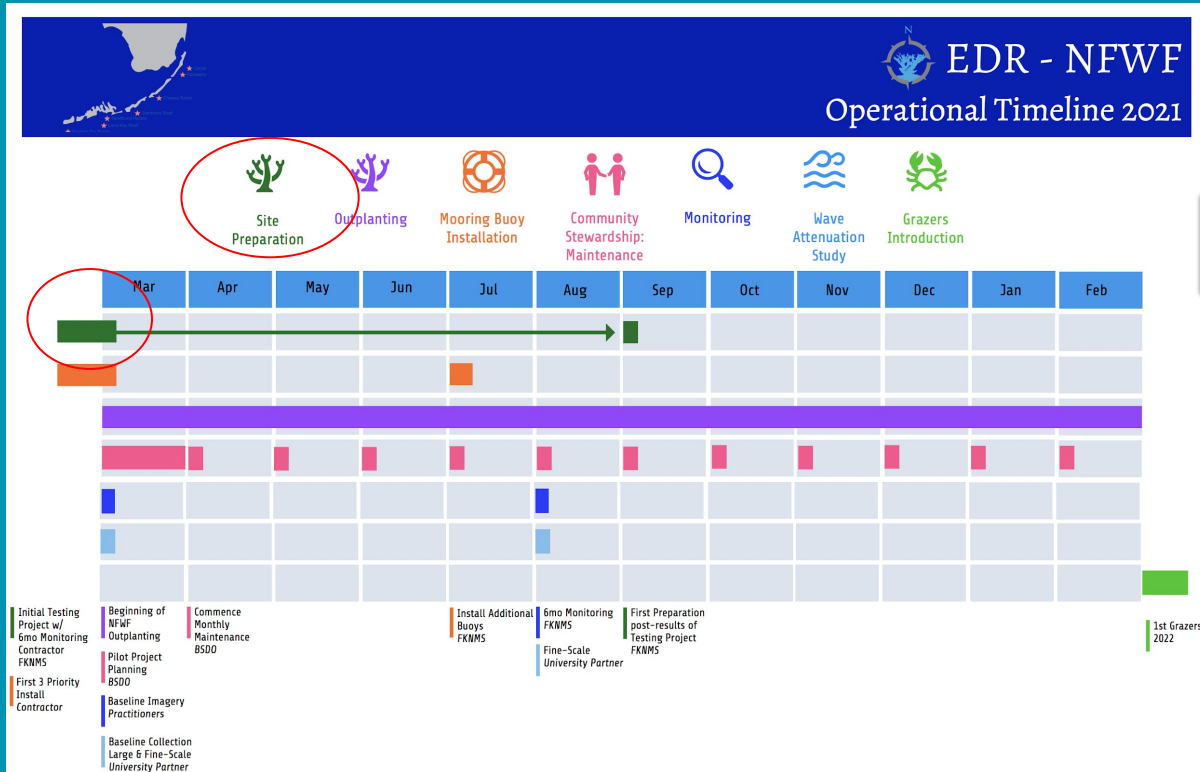 N
EDR - NFWF
Operational Timeline 2021
Site
Preparation
Outplanting
Mooring Buoy
Installation
Community
Stewardship:
Maintenance
Monitoring
Wave
Attenuation
Study
Grazers
Introduction
Mar Apr May Jun Jul Aug Sep Oct Nov Dec Jan Feb
Initial Testing
Project w/
6mo Monitoring
Contractor
FKNMS
First 3 Priority
Install
Contractor
Beginning of
NFWF
Outplanting
Pilot Project
Planning
BSDO
Baseline Imagery
Practitioners
Baseline Collection
Large & Fine-Scale
University Partner
Commence
Monthly
Maintenance
BSDO
Install Additional
Buoys
FKNMS
6mo Monitoring
FKNMS
Fine-Scale
University Partner
First Preparation
post-results of
Testing Project
FKNMS
1st Grazers
2022